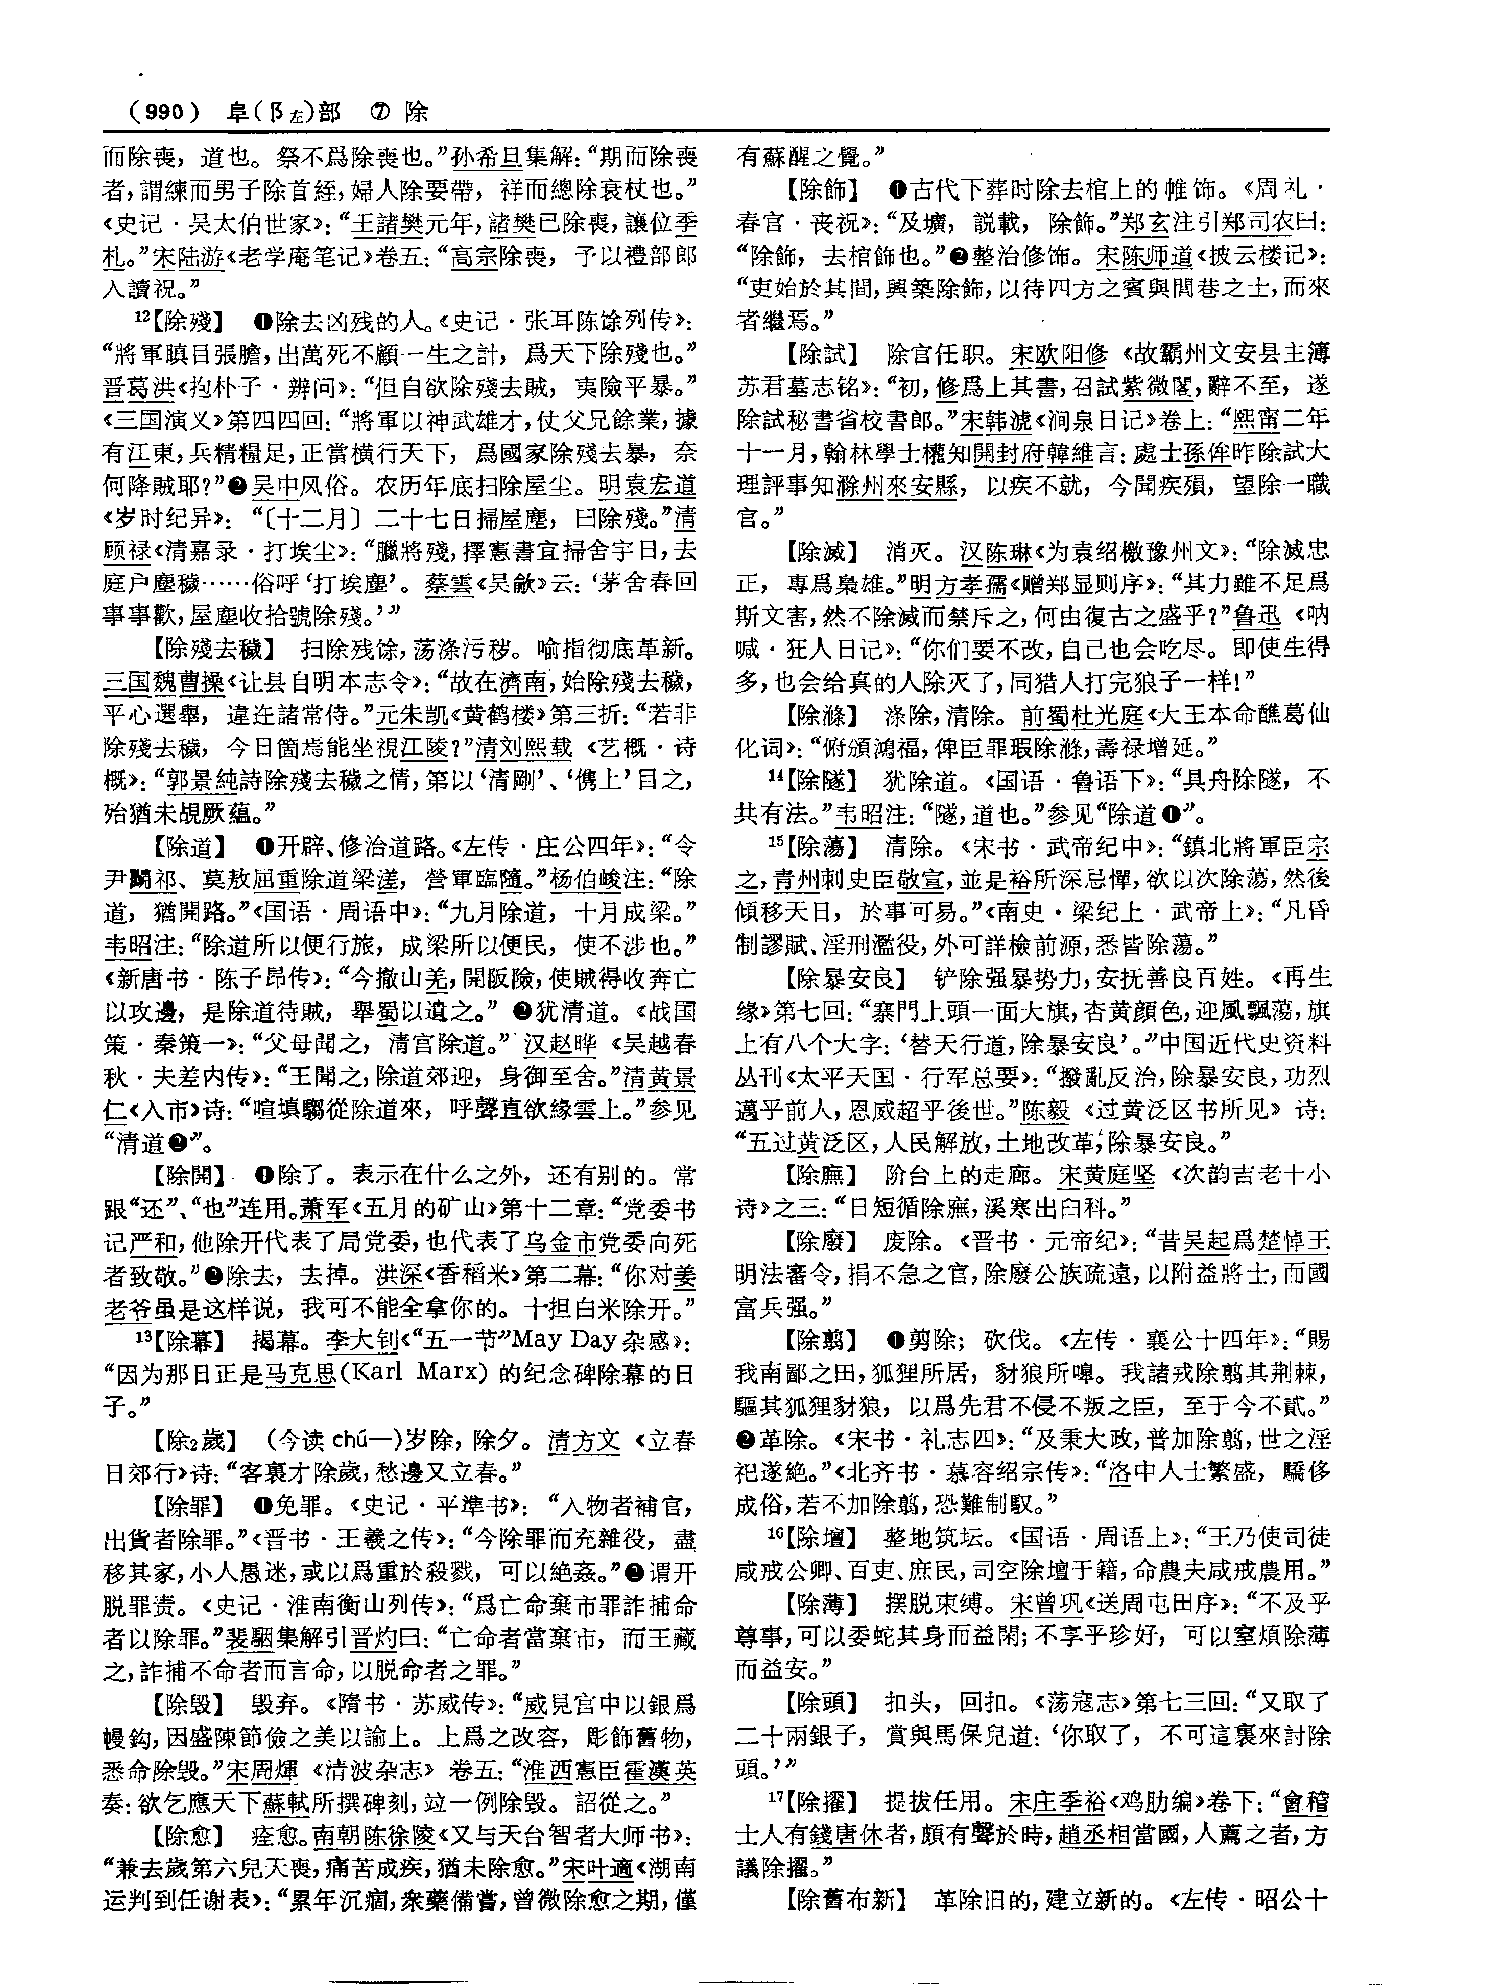 （990） 阜(阝左)部 ⑦ 除
而除喪，道也。祭不爲除喪也。”孙希旦集解：“期而除喪
者，謂練而男子除首絰，婦人除要帶，祥而總除衰杖也。”
《史记·吴太伯世家》：“王諸樊元年，諸樊已除喪，讓位季
札。”宋陆游《老学庵笔记》卷五：“高宗除喪，予以禮部郎
入讀祝。”
¹²【除殘】 ❶除去凶残的人。《史记·张耳陈馀列传》：
“將軍瞋目張膽，出萬死不顧一生之計，爲天下除殘也。”
晋葛洪《抱朴子·辨问》：“但自欲除殘去賊，夷險平暴。”
《三国演义》第四四回：“將軍以神武雄才，仗父兄餘業，據
有江東，兵精糧足，正當横行天下，爲國家除殘去暴，奈
何降賊耶？”❷吴中风俗。农历年底扫除屋尘。明袁宏道
《岁时纪异》：“〔十二月〕二十七日掃屋塵，曰除殘。”清
顾禄《清嘉录·打埃尘》：“臘將殘，擇憲書宜掃舍宇日，去
庭户塵穢……俗呼‘打埃塵’。蔡雲《吴歈》云：‘茅舍春回
事事歡，屋塵收拾號除殘。’”
【除殘去穢】 扫除残馀，荡涤污秽。喻指彻底革新。
三国魏曹操《让县自明本志令》：“故在濟南，始除殘去穢，
平心選舉，違迕諸常侍。”元朱凯《黄鹤楼》第三折：“若非
除殘去穢，今日箇焉能坐視江陵？”清刘熙载《艺概·诗
概》：“郭景純詩除殘去穢之情，第以‘清剛’、‘儁上’目之，
殆猶未覘厥藴。”
【除道】 ❶开辟、修治道路。《左传·庄公四年》：“令
尹鬭祁、莫敖屈重除道梁溠，營軍臨隨。”杨伯峻注：“除
道，猶開路。”《国语·周语中》：“九月除道，十月成梁。”
韦昭注：“除道所以便行旅，成梁所以便民，使不涉也。”
《新唐书·陈子昂传》：“今撤山羌，開阪險，使賊得收奔亡
以攻邊，是除道待賊，舉蜀以遺之。”❷犹清道。《战国
策·秦策一》：“父母聞之，清宫除道。”汉赵晔《吴越春
秋·夫差内传》：“王聞之，除道郊迎，身御至舍。”清黄景
仁《入市》诗：“喧填騶從除道來，呼聲直欲緣雲上。”参见
“清道❷”。
【除開】 ❶除了。表示在什么之外，还有别的。常
跟“还”、“也”连用。萧军《五月的矿山》第十二章：“党委书
记严和，他除开代表了局党委，也代表了乌金市党委向死
者致敬。”❷除去，去掉。洪深《香稻米》第二幕：“你对姜
老爷虽是这样说，我可不能全拿你的。十担白米除开。”
¹³【除幕】 揭幕。李大钊《“五一节”May Day杂感》：
“因为那日正是马克思(Karl Marx)的纪念碑除幕的日
子。”
【除₂歲】 (今读 chú—)岁除，除夕。清方文《立春
日郊行》诗：“客裏才除歲，愁邊又立春。”
【除罪】 ❶免罪。《史记·平準书》：“入物者補官，
出貨者除罪。”《晋书·王羲之传》：“今除罪而充雜役，盡
移其家，小人愚迷，或以爲重於殺戮，可以絶姦。”❷谓开
脱罪责。《史记·淮南衡山列传》：“爲亡命棄市罪詐捕命
者以除罪。”裴駰集解引晋灼曰：“亡命者當棄市，而王藏
之，詐捕不命者而言命，以脱命者之罪。”
【除毁】 毁弃。《隋书·苏威传》：“威見宫中以銀爲
幔鈎，因盛陳節儉之美以諭上。上爲之改容，彫飾舊物，
悉命除毁。”宋周煇《清波杂志》卷五：“淮西憲臣霍漢英
奏：欲乞應天下蘇軾所撰碑刻，竝一例除毁。詔從之。”
【除愈】 痊愈。南朝陈徐陵《又与天台智者大师书》：
“兼去歲第六兒夭喪，痛苦成疾，猶未除愈。”宋叶適《湖南
运判到任谢表》：“累年沉痼，衆藥備嘗，曾微除愈之期，僅
有蘇醒之覺。”
【除飾】 ❶古代下葬时除去棺上的帷饰。《周礼·
春官·丧祝》：“及壙，説載，除飾。”郑玄注引郑司农曰：
“除飾，去棺飾也。”❷整治修饰。宋陈师道《披云楼记》：
“吏始於其間，興築除飾，以待四方之賓與閭巷之士，而來
者繼焉。”
【除試】 除官任职。宋欧阳修《故霸州文安县主簿
苏君墓志铭》：“初，修爲上其書，召試紫微閣，辭不至，遂
除試秘書省校書郎。”宋韩淲《涧泉日记》卷上：“熙甯二年
十一月，翰林學士權知開封府韓維言：處士孫侔昨除試大
理評事知滁州來安縣，以疾不就，今聞疾殞，望除一職
官。”
【除滅】 消灭。汉陈琳《为袁绍檄豫州文》：“除滅忠
正，專爲梟雄。”明方孝孺《赠郑显则序》：“其力雖不足爲
斯文害，然不除滅而禁斥之，何由復古之盛乎？”鲁迅《呐
喊·狂人日记》：“你们要不改，自己也会吃尽。即使生得
多，也会给真的人除灭了，同猎人打完狼子一样！”
【除滌】 涤除，清除。前蜀杜光庭《大王本命醮葛仙
化词》：“俯頒鴻福，俾臣罪瑕除滌，壽禄增延。”
¹⁴【除隧】 犹除道。《国语·鲁语下》：“具舟除隧，不
共有法。”韦昭注：“隧，道也。”参见“除道❶”。
¹⁵【除蕩】 清除。《宋书·武帝纪中》：“鎮北將軍臣宗
之，青州刺史臣敬宣，並是裕所深忌憚，欲以次除蕩，然後
傾移天日，於事可易。”《南史·梁纪上·武帝上》：“凡昏
制謬賦、淫刑濫役，外可詳檢前源，悉皆除蕩。”
【除暴安良】 铲除强暴势力，安抚善良百姓。《再生
缘》第七回：“寨門上頭一面大旗，杏黄顔色，迎風飄蕩，旗
上有八个大字：‘替天行道，除暴安良’。”中国近代史资料
丛刊《太平天国·行军总要》：“撥亂反治，除暴安良，功烈
邁乎前人，恩威超乎後世。”陈毅《过黄泛区书所见》诗：
“五过黄泛区，人民解放，土地改革，除暴安良。”
【除廡】 阶台上的走廊。宋黄庭坚《次韵吉老十小
诗》之三：“日短循除廡，溪寒出臼科。”
【除廢】 废除。《晋书·元帝纪》：“昔吴起爲楚悼王
明法審令，捐不急之官，除廢公族疏遠，以附益將士，而國
富兵强。”
【除翦】 ❶剪除；砍伐。《左传·襄公十四年》：“賜
我南鄙之田，狐狸所居，豺狼所嘷。我諸戎除翦其荆棘，
驅其狐狸豺狼，以爲先君不侵不叛之臣，至于今不貳。”
❷革除。《宋书·礼志四》：“及秉大政，普加除翦，世之淫
祀遂絶。”《北齐书·慕容绍宗传》：“洛中人士繁盛，驕侈
成俗，若不加除翦，恐難制馭。”
¹⁶【除壇】 整地筑坛。《国语·周语上》：“王乃使司徒
咸戒公卿、百吏、庶民，司空除壇于籍，命農夫咸戒農用。”
【除薄】 摆脱束缚。宋曾巩《送周屯田序》：“不及乎
尊事，可以委蛇其身而益閑；不享乎珍好，可以窒煩除薄
而益安。”
【除頭】 扣头，回扣。《荡寇志》第七三回：“又取了
二十兩銀子，賞與馬保兒道：‘你取了，不可這裏來討除
頭。’”
¹⁷【除擢】 提拔任用。宋庄季裕《鸡肋编》卷下：“會稽
士人有錢唐休者，頗有聲於時，趙丞相當國，人薦之者，方
議除擢。”
【除舊布新】 革除旧的，建立新的。《左传·昭公十